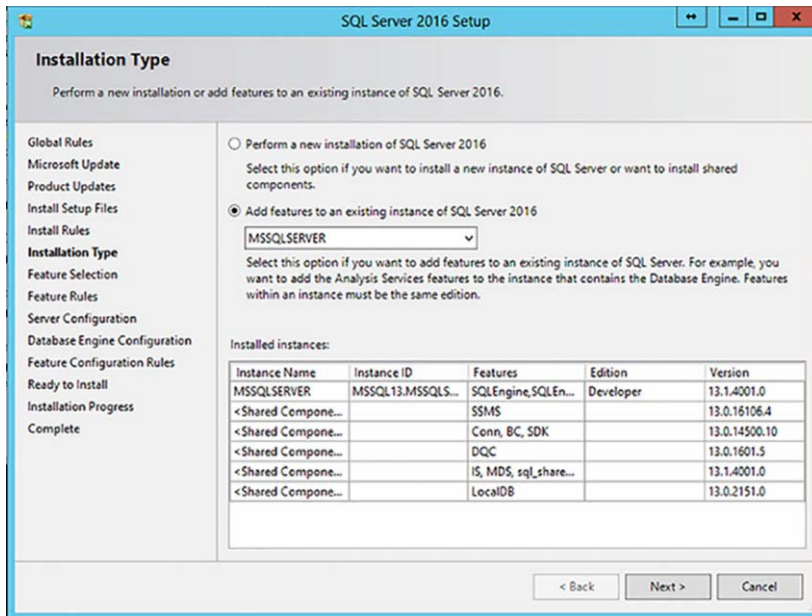 SQL Server 2016 Setup
Installation Type
Perform a new installation or add features to an existing instance of SQL Server 2016.
Global Rules
Microsoft Update
Product Updates
Install Setup Files
Install Rules
Installation Type
Feature Selection
Feature Rules
Server Configuration
Database Engine Configuration
Feature Configuration Rules
Ready to Install
Installation Progress
Complete
Perform a new installation of SQL Server 2016
Select this option if you want to install a new instance of SQL Server or want to install shared
components.
Add features to an existing instance of SQL Server 2016
MSSQLSERVER
Select this option if you want to add features to an existing instance of SQL Server. For example, you
want to add the Analysis Services features to the instance that contains the Database Engine. Features
within an instance must be the same edition.
Installed instances:
Instance Name Instance ID Features Edition Version
MSSQLSERVER MSSQL13.MSSQLS... SQLEngine,SQLEn... Developer 13.1.4001.0
<Shared Compone... SSMS 13.0.16106.4
<Shared Compone... Conn, BC, SDK 13.0.14500.10
<Shared Compone... DQC 13.0.1601.5
<Shared Compone... IS, MDS, sql_share... 13.1.4001.0
<Shared Compone... LocalDB 13.0.2151.0
< Back Next > Cancel